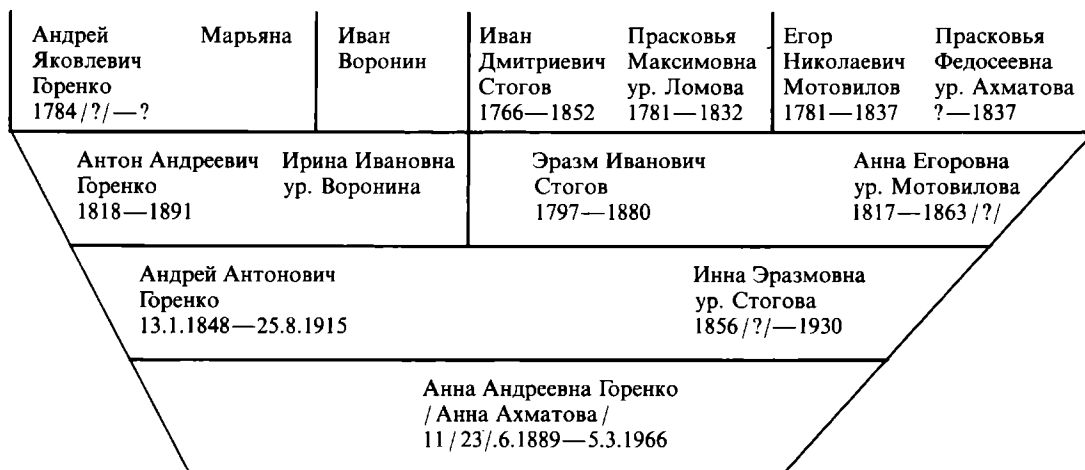 Андрей
Яковлевич
Горенко
1784/?/—?
Марьяна
Иван
Воронин
Иван
Дмитриевич
Стогов
1766—1852
Прасковья
Максимовна
ур. Ломова
1781—1832
Егор
Николаевич
Мотовилов
1781—1837
Прасковья
Федосеевна
ур. Ахматова
?—1837
Антон Андреевич
Горенко
1818—1891
Ирина Ивановна
ур. Воронина
Эразм Иванович
Стогов
1797—1880
Анна Егоровна
ур. Мотовилова
1817—1863/?/
Андрей Антонович
Горенко
13.1.1848—25.8.1915
Инна Эразмовна
ур. Стогова
1856/?/—1930
Анна Андреевна Горенко
/Анна Ахматова/
11/23/.6.1889—5.3.1966